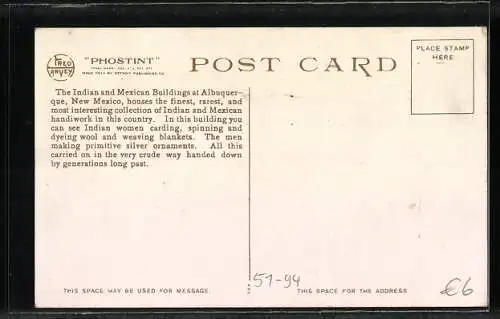 FRED
HARVEY
"PHOSTINT"
POST CARD
PLACE STAMP
HERE
The Indian and Mexican Buildings at Albuquer-
que, New Mexico, houses the finest, rarest, and
most interesting collection of Indian and Mexican
handiwork in this country. In this building you
can see Indian women carding, spinning and
dyeing wool and weaving blankets. The men
making primitive silver ornaments. All this
carried on in the very crude way handed down
by generations long past.
THIS SPACE MAY BE USED FOR MESSAGE.
51-94
THIS SPACE FOR THE ADDRESS
€6